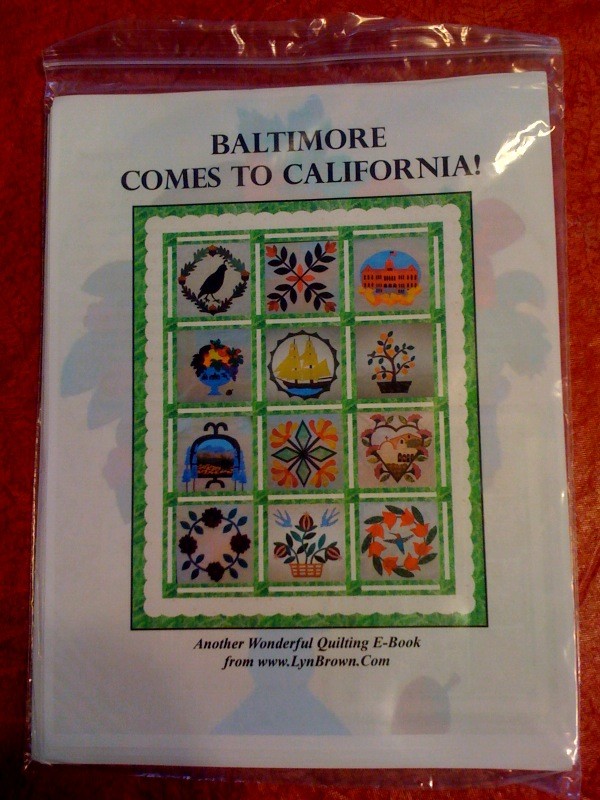 BALTIMORE
COMES TO CALIFORNIA!
Another Wonderful Quilting E-Book
from www.LynBrown.Com